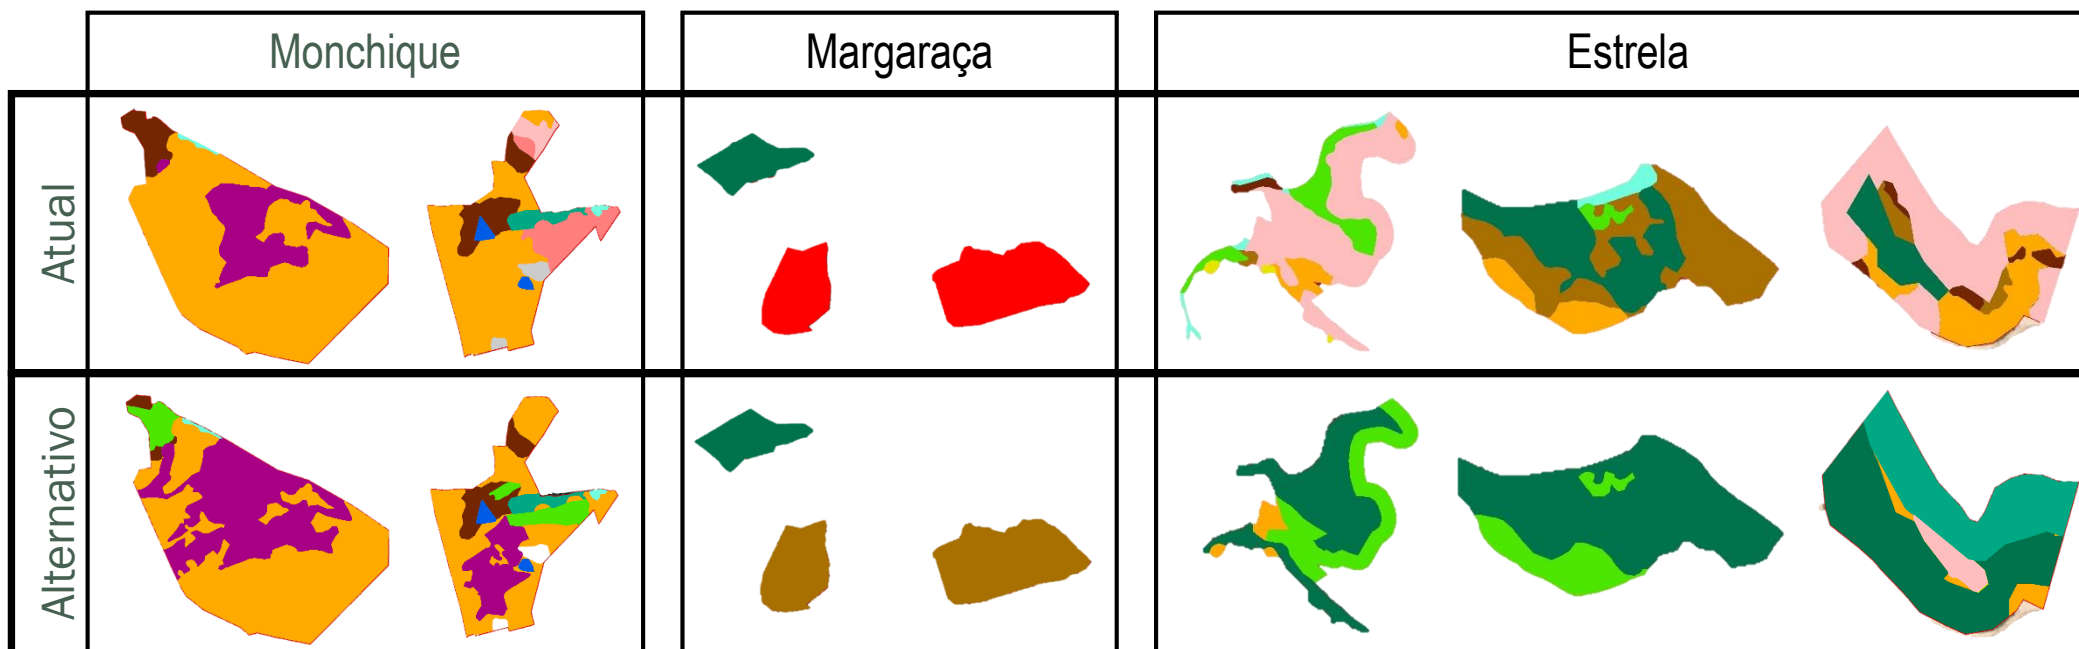 Monchique
Margaraça
Estrela
Atual
Alternativo